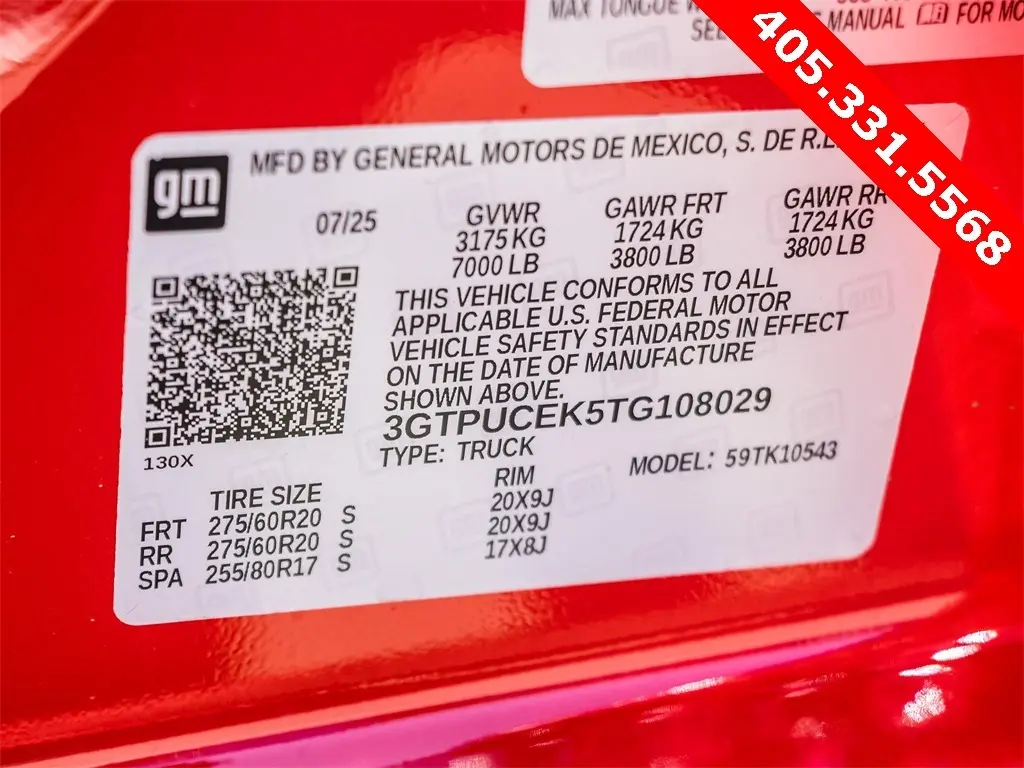 MAX TONGUE
SEE MANUAL FOR MO
405.331.5568
gm
MFD BY GENERAL MOTORS DE MEXICO, S. DE R.L.
07/25
GVWR GAWR FRT GAWR RR
3175 KG 1724 KG 1724 KG
7000 LB 3800 LB 3800 LB
THIS VEHICLE CONFORMS TO ALL
APPLICABLE U.S. FEDERAL MOTOR
VEHICLE SAFETY STANDARDS IN EFFECT
ON THE DATE OF MANUFACTURE
SHOWN ABOVE.
3GTPUCEK5TG108029
TYPE: TRUCK MODEL: 59TK10543
130X
TIRE SIZE RIM
FRT 275/60R20 S 20X9J
RR 275/60R20 S 20X9J
SPA 255/80R17 S 17X8J